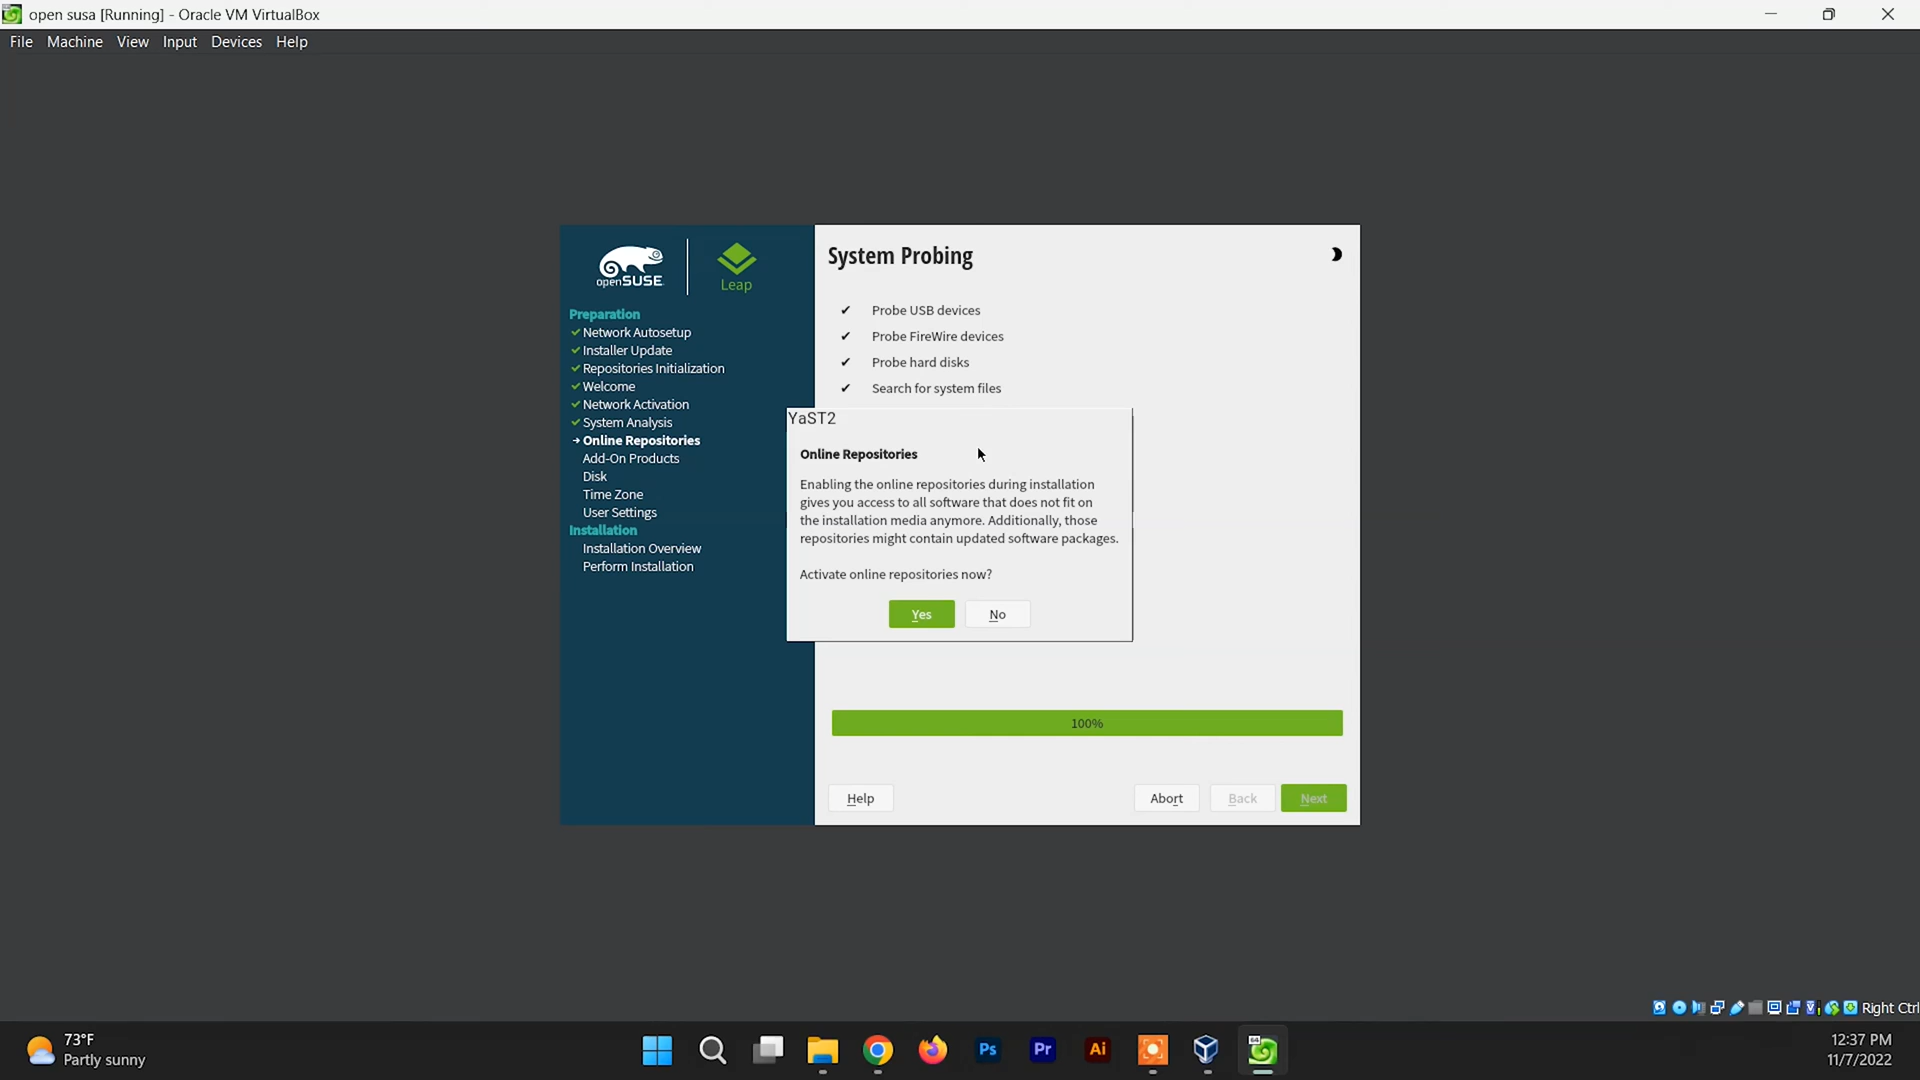 open susa [Running] - Oracle VM VirtualBox
File Machine View Input Devices Help
openSUSE
Leap
Preparation
Network Autosetup
Installer Update
Repositories Initialization
Welcome
Network Activation
System Analysis
Online Repositories
Add-On Products
Disk
Time Zone
User Settings
Installation
Installation Overview
Perform Installation
System Probing
Probe USB devices
Probe FireWire devices
Probe hard disks
Search for system files
YaST2
Online Repositories
Enabling the online repositories during installation
gives you access to all software that does not fit on
the installation media anymore. Additionally, those
repositories might contain updated software packages.
Activate online repositories now?
Yes No
100%
Help Abort Back Next
Right Ctrl
73°F
Partly sunny
Ps Pr Ai 64
12:37 PM
11/7/2022